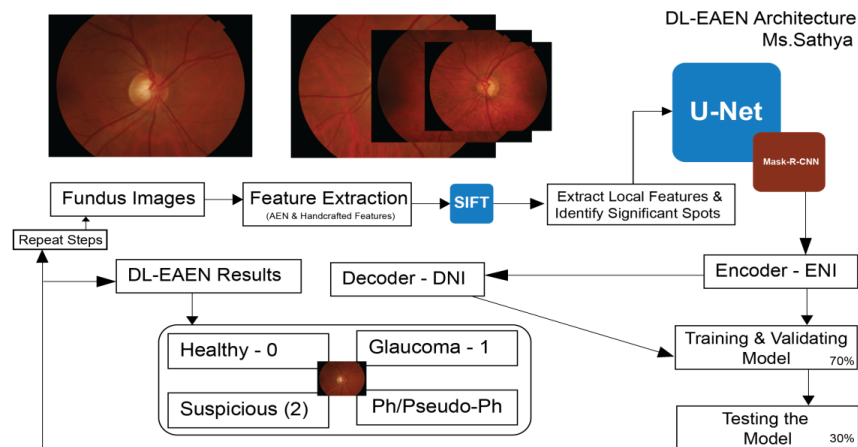 DL-EAEN Architecture
Ms.Sathya
U-Net
Mask-R-CNN
Fundus Images
Feature Extraction
(AEN & Handcrafted Features)
SIFT
Extract Local Features &
Identify Significant Spots
Repeat Steps
DL-EAEN Results
Decoder - DNI
Encoder - ENI
Healthy - 0
Glaucoma - 1
Suspicious (2)
Ph/Pseudo-Ph
Training & Validating
Model
70%
Testing the
Model
30%